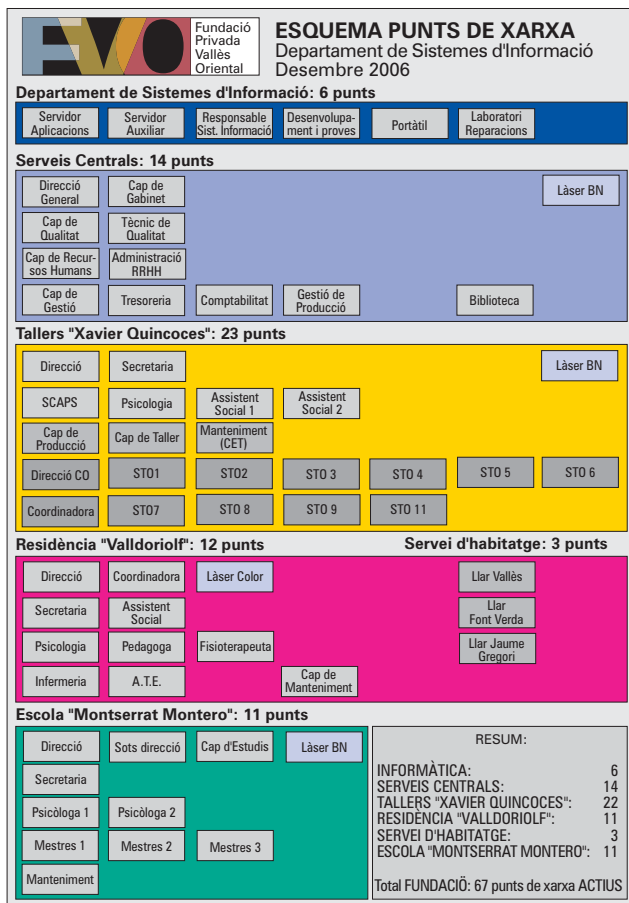 EVO
Fundació
Privada
Vallès
Oriental
ESQUEMA PUNTS DE XARXA
Departament de Sistemes d'Informació
Desembre 2006
Departament de Sistemes d'Informació: 6 punts
Servidor
Aplicacions
Servidor
Auxiliar
Responsable
Sist. Informació
Desenvolupa-
ment i proves
Portàtil
Laboratori
Reparacions
Serveis Centrals: 14 punts
Direcció
General
Cap de
Gabinet
Làser BN
Cap de
Qualitat
Tècnic de
Qualitat
Cap de Recur-
sos Humans
Administració
RRHH
Cap de
Gestió
Tresoreria
Comptabilitat
Gestió de
Producció
Biblioteca
Tallers "Xavier Quincoces": 23 punts
Direcció
Secretaria
Làser BN
SCAPS
Psicologia
Assistent
Social 1
Assistent
Social 2
Cap de
Producció
Cap de Taller
Manteniment
(CET)
Direcció CO
STO1
STO2
STO 3
STO 4
STO 5
STO 6
Coordinadora
STO7
STO 8
STO 9
STO 11
Residència "Valldoriolf": 12 punts
Servei d'habitatge: 3 punts
Direcció
Coordinadora
Làser Color
Llar Vallès
Secretaria
Assistent
Social
Llar
Font Verda
Psicologia
Pedagoga
Fisioterapeuta
Llar Jaume
Gregori
Infermeria
A.T.E.
Cap de
Manteniment
Escola "Montserrat Montero": 11 punts
Direcció
Sots direcció
Cap d'Estudis
Làser BN
Secretaria
Psicòloga 1
Psicòloga 2
Mestres 1
Mestres 2
Mestres 3
Manteniment
RESUM:
INFORMÀTICA: 6
SERVEIS CENTRALS: 14
TALLERS "XAVIER QUINCOCES": 22
RESIDÈNCIA "VALLDORIOLF": 11
SERVEI D'HABITATGE: 3
ESCOLA "MONTSERRAT MONTERO": 11
Total FUNDACIÖ: 67 punts de xarxa ACTIUS